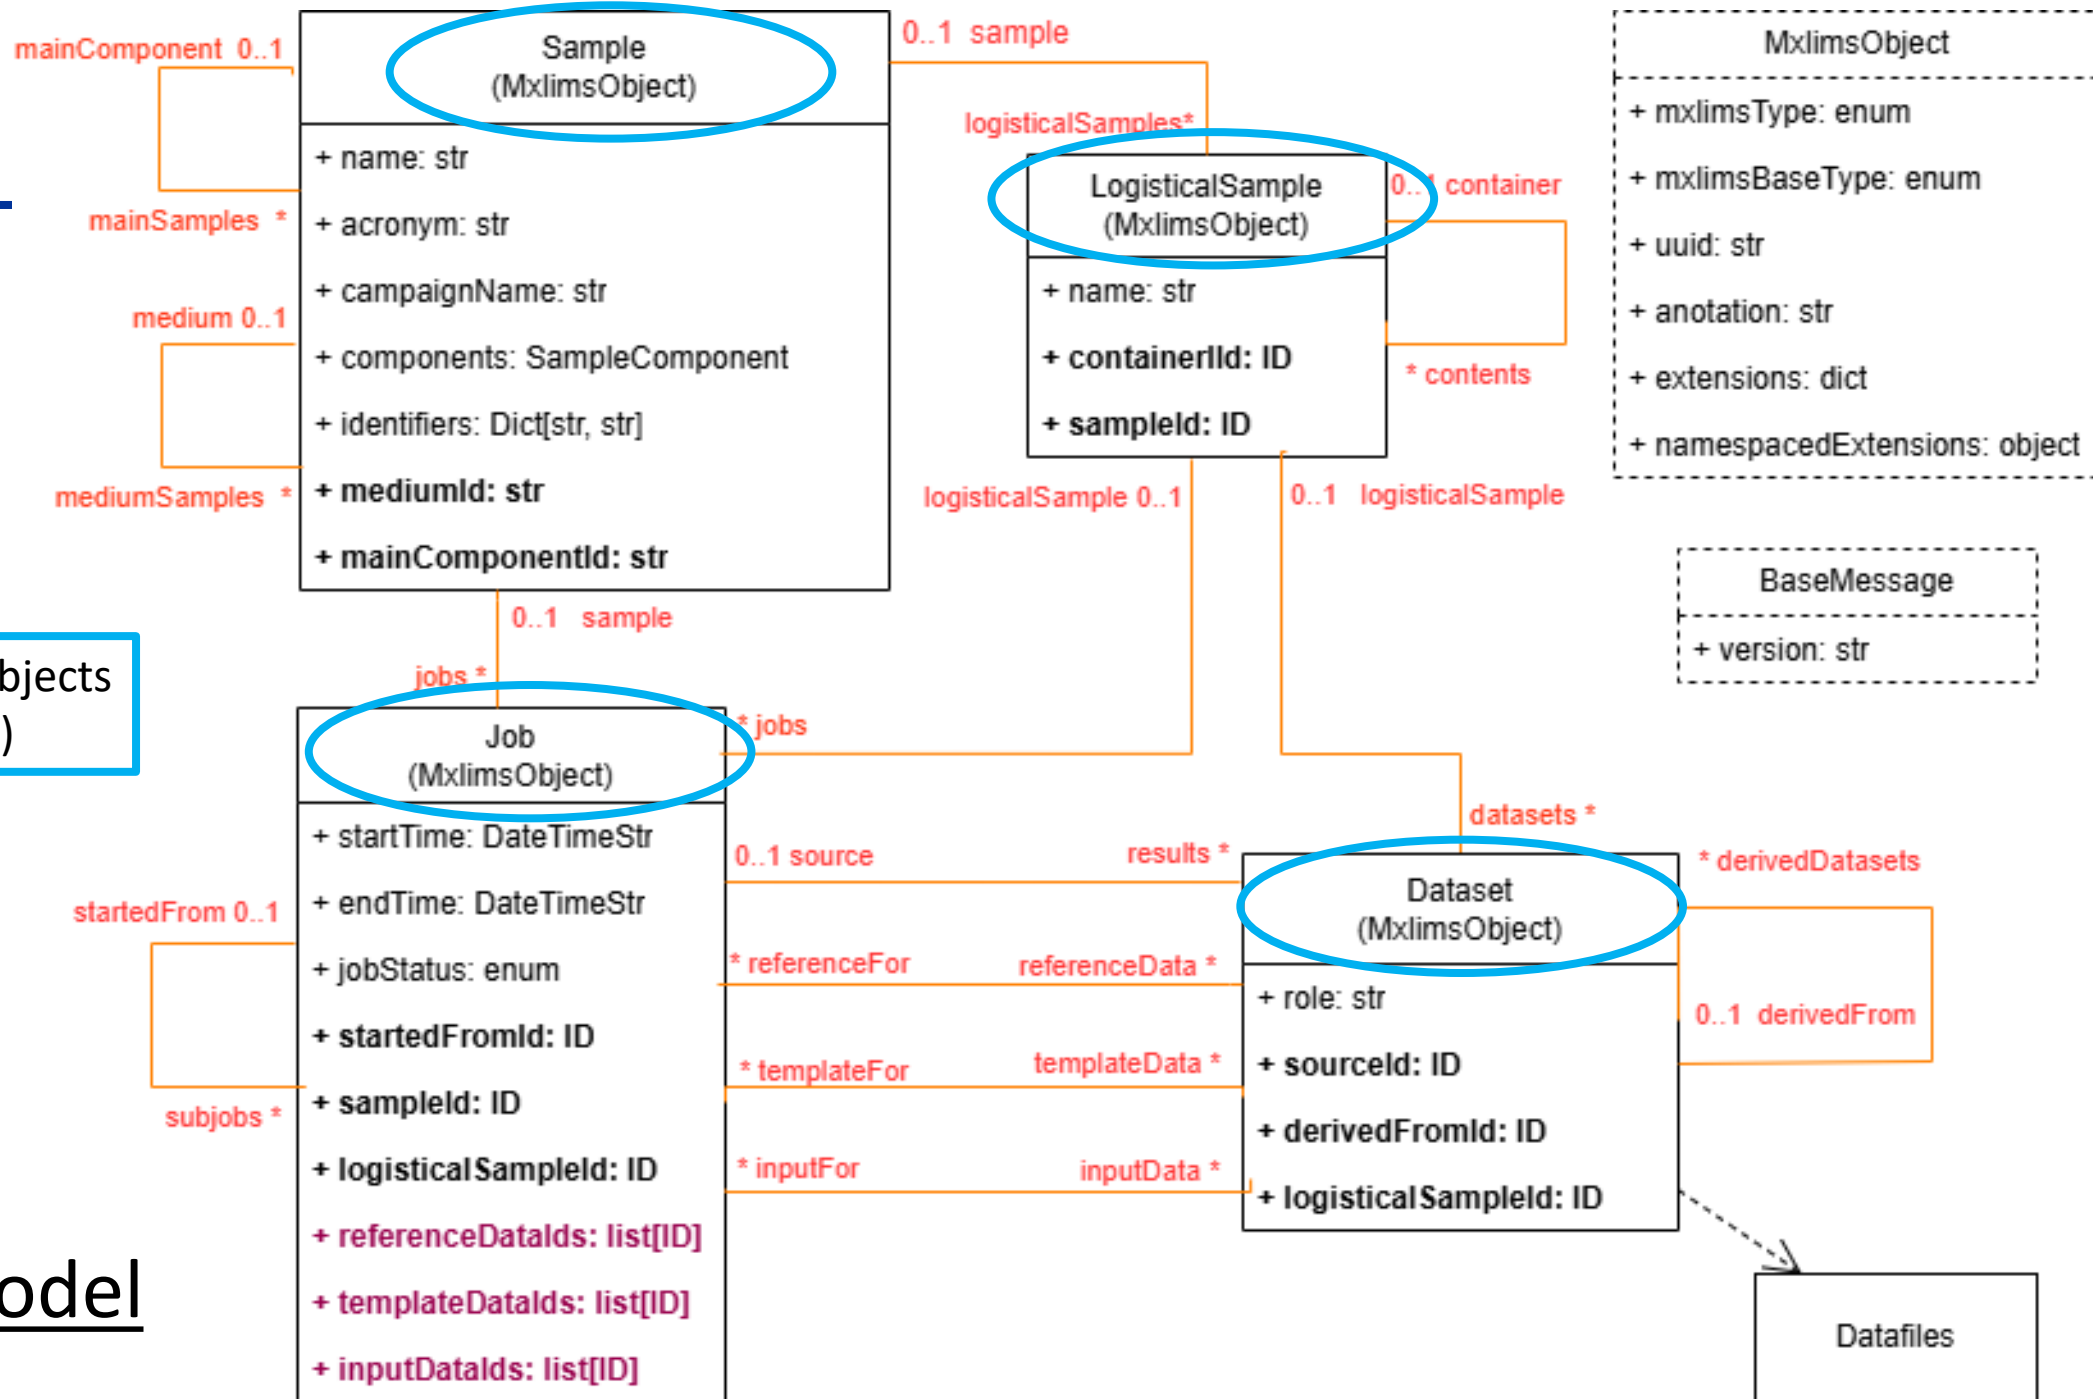 mainComponent 0..1
mainSamples *
medium 0..1
mediumSamples *
Sample
(MxlimsObject)
+ name: str
+ acronym: str
+ campaignName: str
+ components: SampleComponent
+ identifiers: Dict[str, str]
+ mediumId: str
+ mainComponentId: str
0..1 sample
logisticalSamples*
LogisticalSample
(MxlimsObject)
+ name: str
+ containerIId: ID
+ sampleId: ID
0..1 container
* contents
logisticalSample 0..1
0..1 logisticalSample
MxlimsObject
+ mxlimsType: enum
+ mxlimsBaseType: enum
+ uuid: str
+ anotation: str
+ extensions: dict
+ namespacedExtensions: object
BaseMessage
+ version: str
0..1 sample
jobs *
bjects
)
Job
(MxlimsObject)
* jobs
+ startTime: DateTimeStr
+ endTime: DateTimeStr
+ jobStatus: enum
+ startedFromId: ID
+ sampleId: ID
+ logisticalSampleId: ID
+ referenceDataIds: list[ID]
+ templateDataIds: list[ID]
+ inputDataIds: list[ID]
startedFrom 0..1
subjobs *
0..1 source
results *
* referenceFor
referenceData *
* templateFor
templateData *
* inputFor
inputData *
datasets *
Dataset
(MxlimsObject)
+ role: str
+ sourceId: ID
+ derivedFromId: ID
+ logisticalSampleId: ID
* derivedDatasets
0..1 derivedFrom
Datafiles
odel